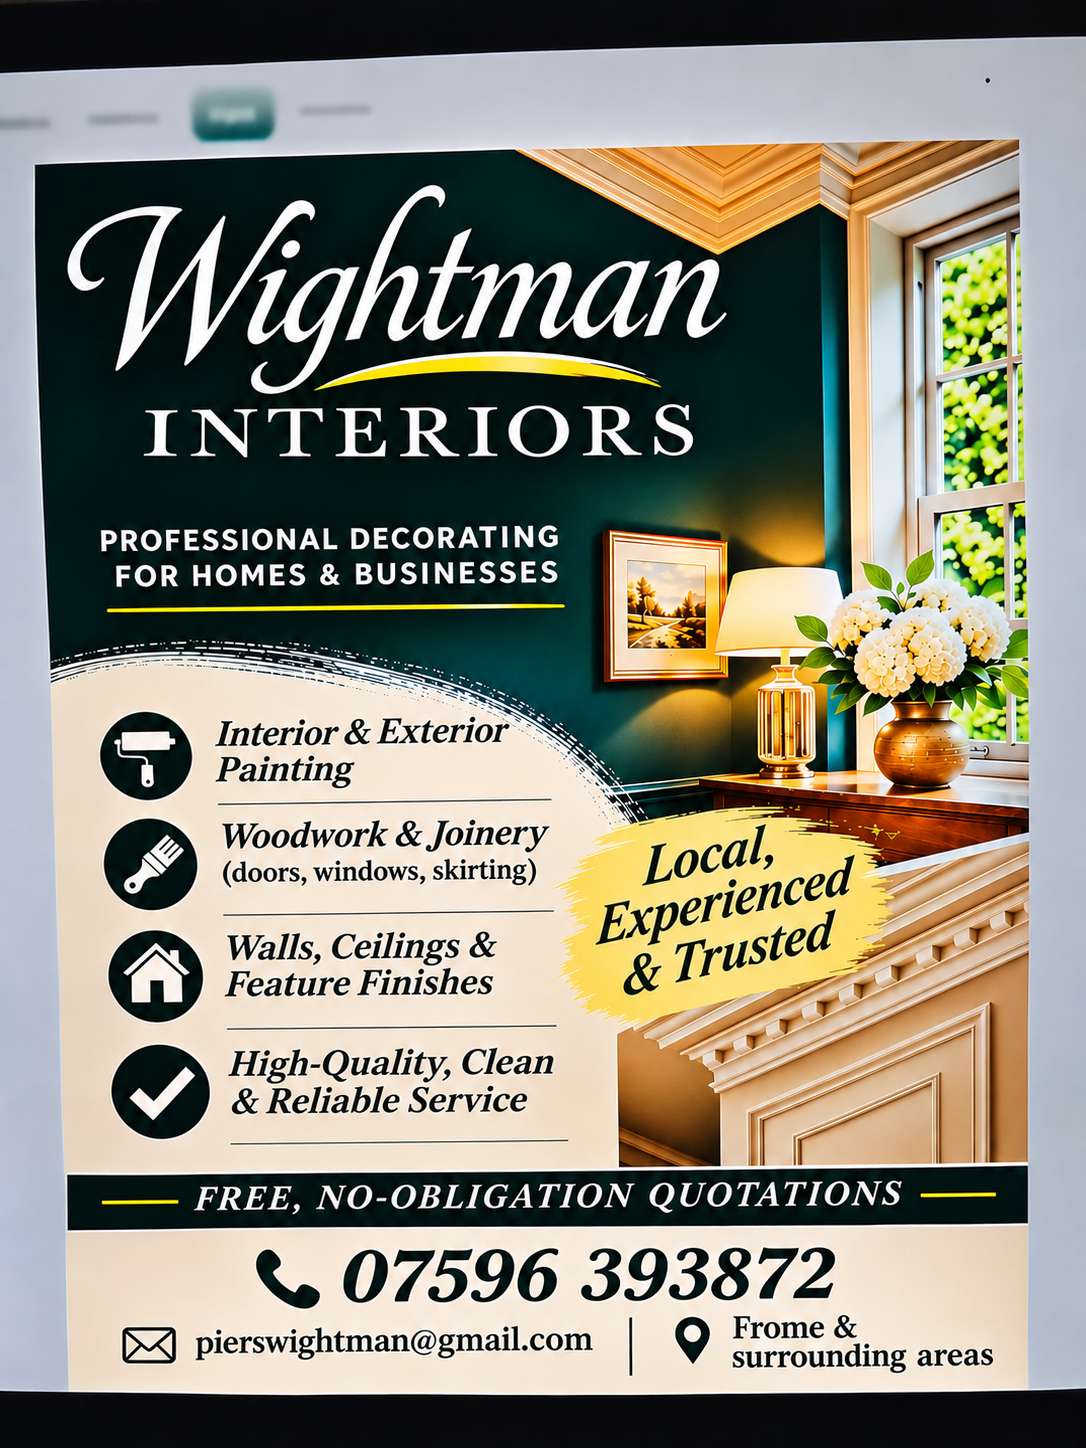 Wightman
INTERIORS
PROFESSIONAL DECORATING
FOR HOMES & BUSINESSES
Interior & Exterior
Painting
Woodwork & Joinery
(doors, windows, skirting)
Walls, Ceilings &
Feature Finishes
High-Quality, Clean
& Reliable Service
Local,
Experienced
& Trusted
FREE, NO-OBLIGATION QUOTATIONS
07596 393872
pierswightman@gmail.com
Frome &
surrounding areas